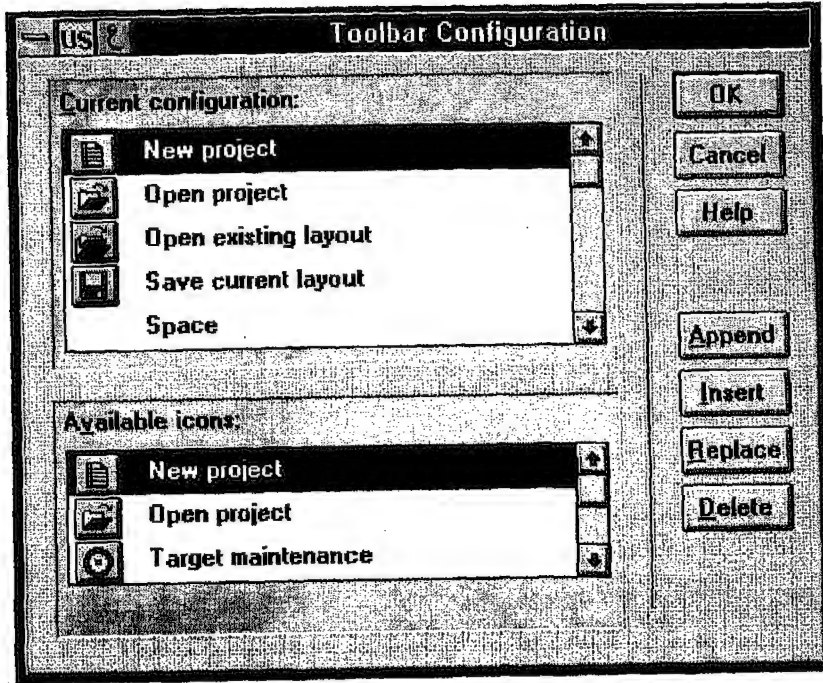 US
Toolbar Configuration
Current configuration:
New project
Open project
Open existing layout
Save current layout
Space
Available icons:
New project
Open project
Target maintenance
OK
Cancel
Help
Append
Insert
Replace
Delete